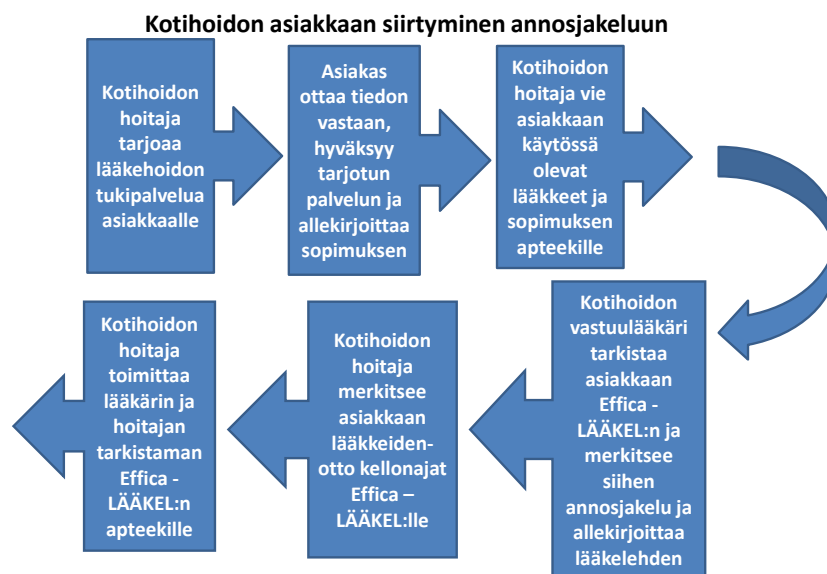 Kotihoidon asiakkaan siirtyminen annosjakeluun
Kotihoidon
hoitaja
tarjoaa
lääkehoidon
tukipalvelua
asiakkaalle
Asiakas
ottaa tiedon
vastaan,
hyväksyy
tarjotun
palvelun ja
allekirjoittaa
sopimuksen
Kotihoidon
hoitaja vie
asiakkaan
käytössä
olevat
lääkkeet ja
sopimuksen
apteekille
Kotihoidon
vastuulääkäri
tarkistaa
asiakkaan
Effica -
LÄÄKEL:n ja
merkitsee
siihen
annosjakelu ja
allekirjoittaa
lääkelehden
Kotihoidon
hoitaja
merkitsee
asiakkaan
lääkkeiden-
otto kellonajat
Effica –
LÄÄKEL:lle
Kotihoidon
hoitaja
toimittaa
lääkärin ja
hoitajan
tarkistaman
Effica -
LÄÄKEL:n
apteekille